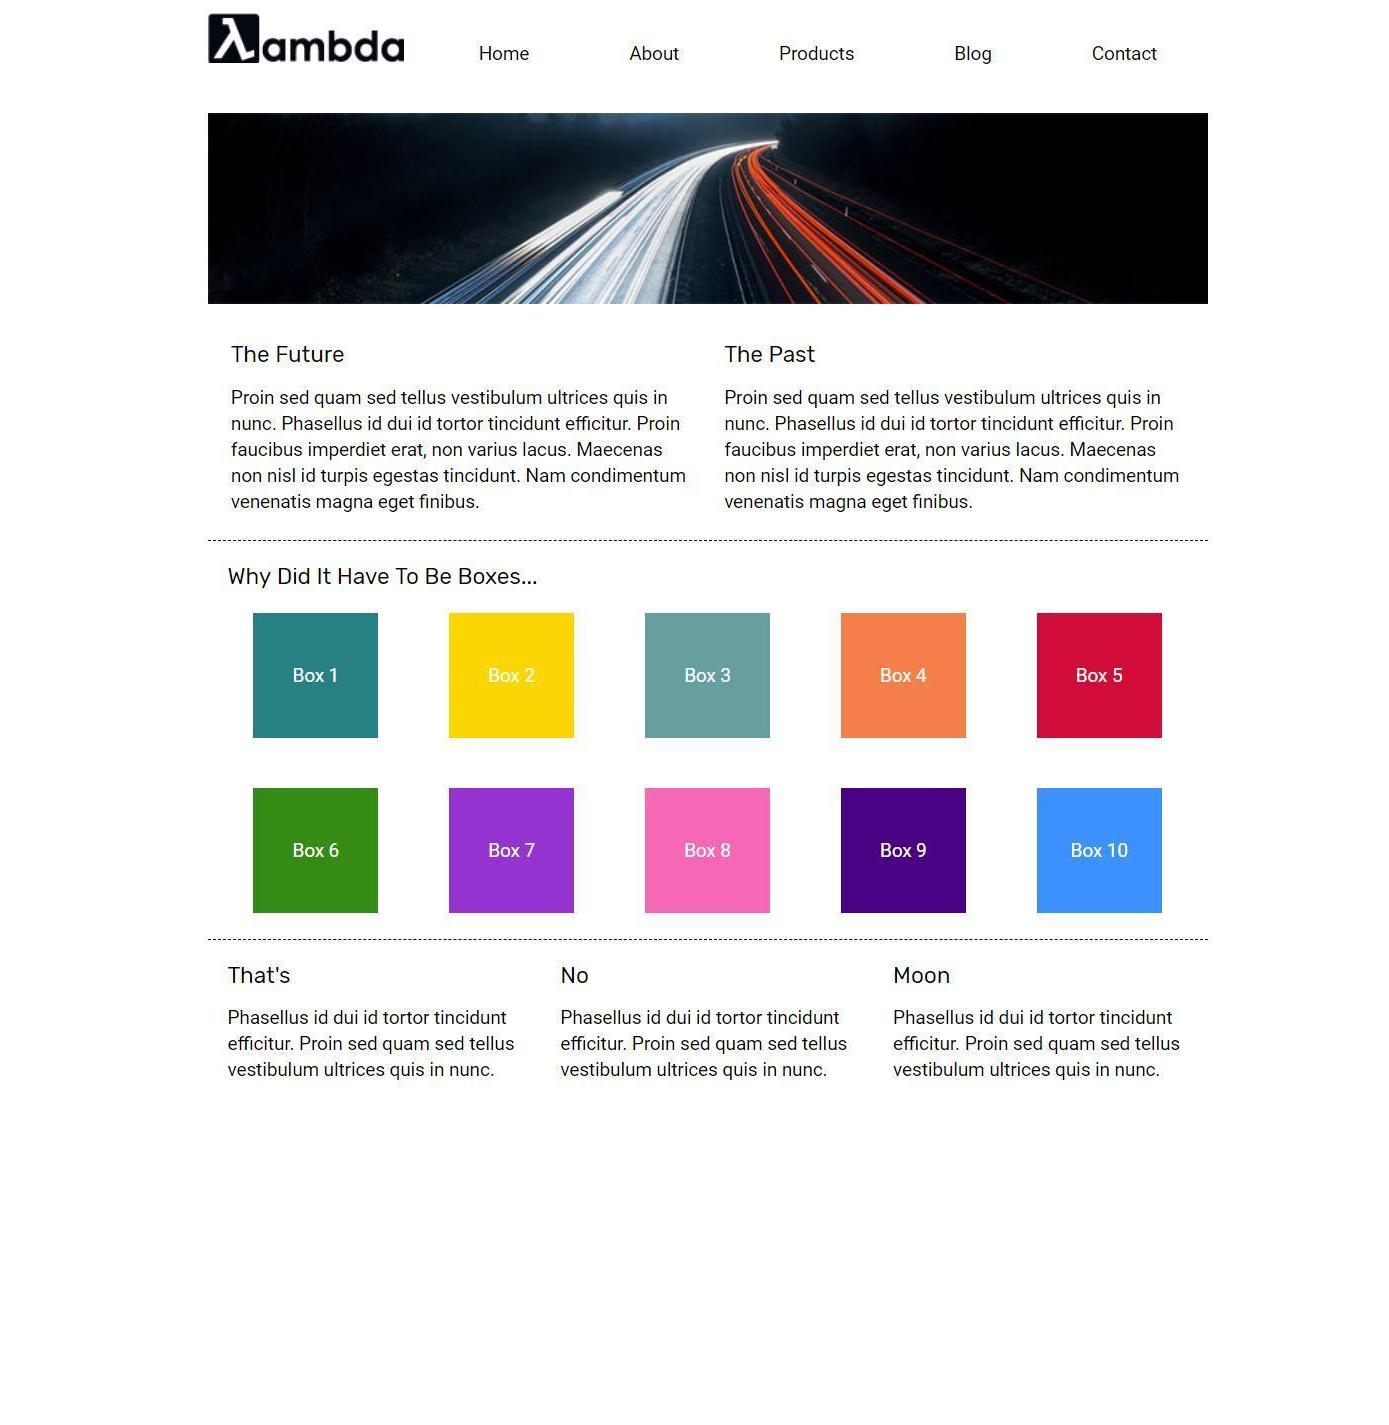 λambda Home About Products Blog Contact
The Future
Proin sed quam sed tellus vestibulum ultrices quis in
nunc. Phasellus id dui id tortor tincidunt efficitur. Proin
faucibus imperdiet erat, non varius lacus. Maecenas
non nisl id turpis egestas tincidunt. Nam condimentum
venenatis magna eget finibus.
The Past
Proin sed quam sed tellus vestibulum ultrices quis in
nunc. Phasellus id dui id tortor tincidunt efficitur. Proin
faucibus imperdiet erat, non varius lacus. Maecenas
non nisl id turpis egestas tincidunt. Nam condimentum
venenatis magna eget finibus.
Why Did It Have To Be Boxes...
Box 1 Box 2 Box 3 Box 4 Box 5
Box 6 Box 7 Box 8 Box 9 Box 10
That's
Phasellus id dui id tortor tincidunt
efficitur. Proin sed quam sed tellus
vestibulum ultrices quis in nunc.
No
Phasellus id dui id tortor tincidunt
efficitur. Proin sed quam sed tellus
vestibulum ultrices quis in nunc.
Moon
Phasellus id dui id tortor tincidunt
efficitur. Proin sed quam sed tellus
vestibulum ultrices quis in nunc.